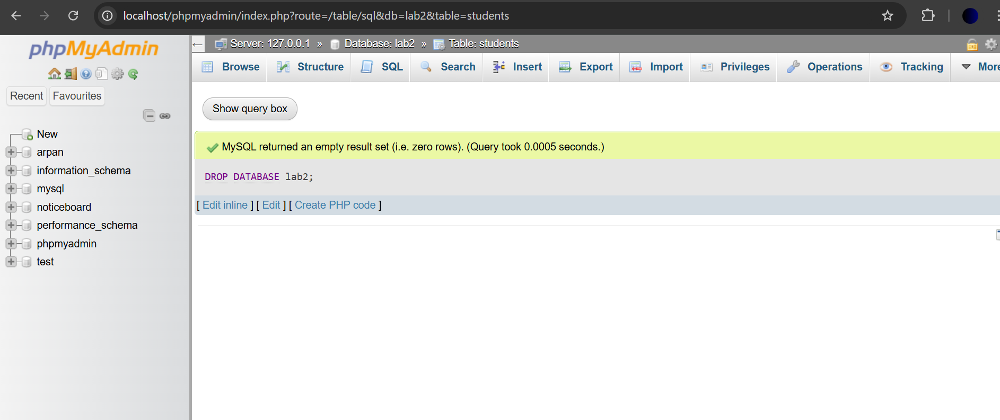 localhost/phpmyadmin/index.php?route=/table/sql&db=lab2&table=students
phpMyAdmin
Recent Favourites
New
arpan
information_schema
mysql
noticeboard
performance_schema
phpmyadmin
test
Server: 127.0.0.1 » Database: lab2 » Table: students
Browse Structure SQL Search Insert Export Import Privileges Operations Tracking More
Show query box
MySQL returned an empty result set (i.e. zero rows). (Query took 0.0005 seconds.)
DROP DATABASE lab2;
[ Edit inline ] [ Edit ] [ Create PHP code ]